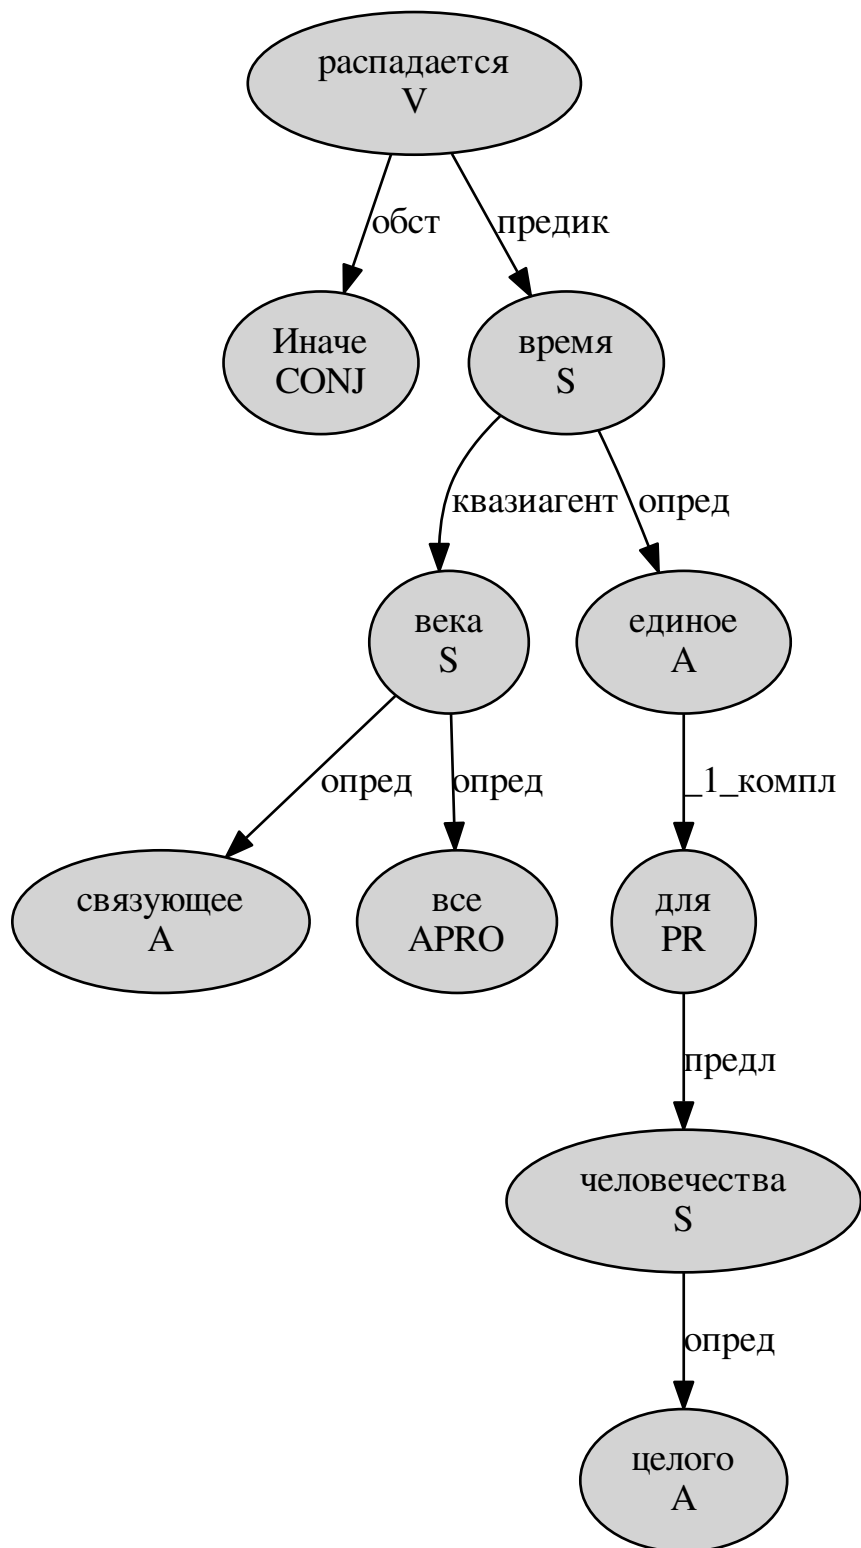 распадается
V
обст
предик
Иначе
CONJ
время
S
квазиагент
опред
века
S
единое
A
опред
опред
_1_компл
связующее
A
все
APRO
для
PR
предл
человечества
S
опред
целого
A